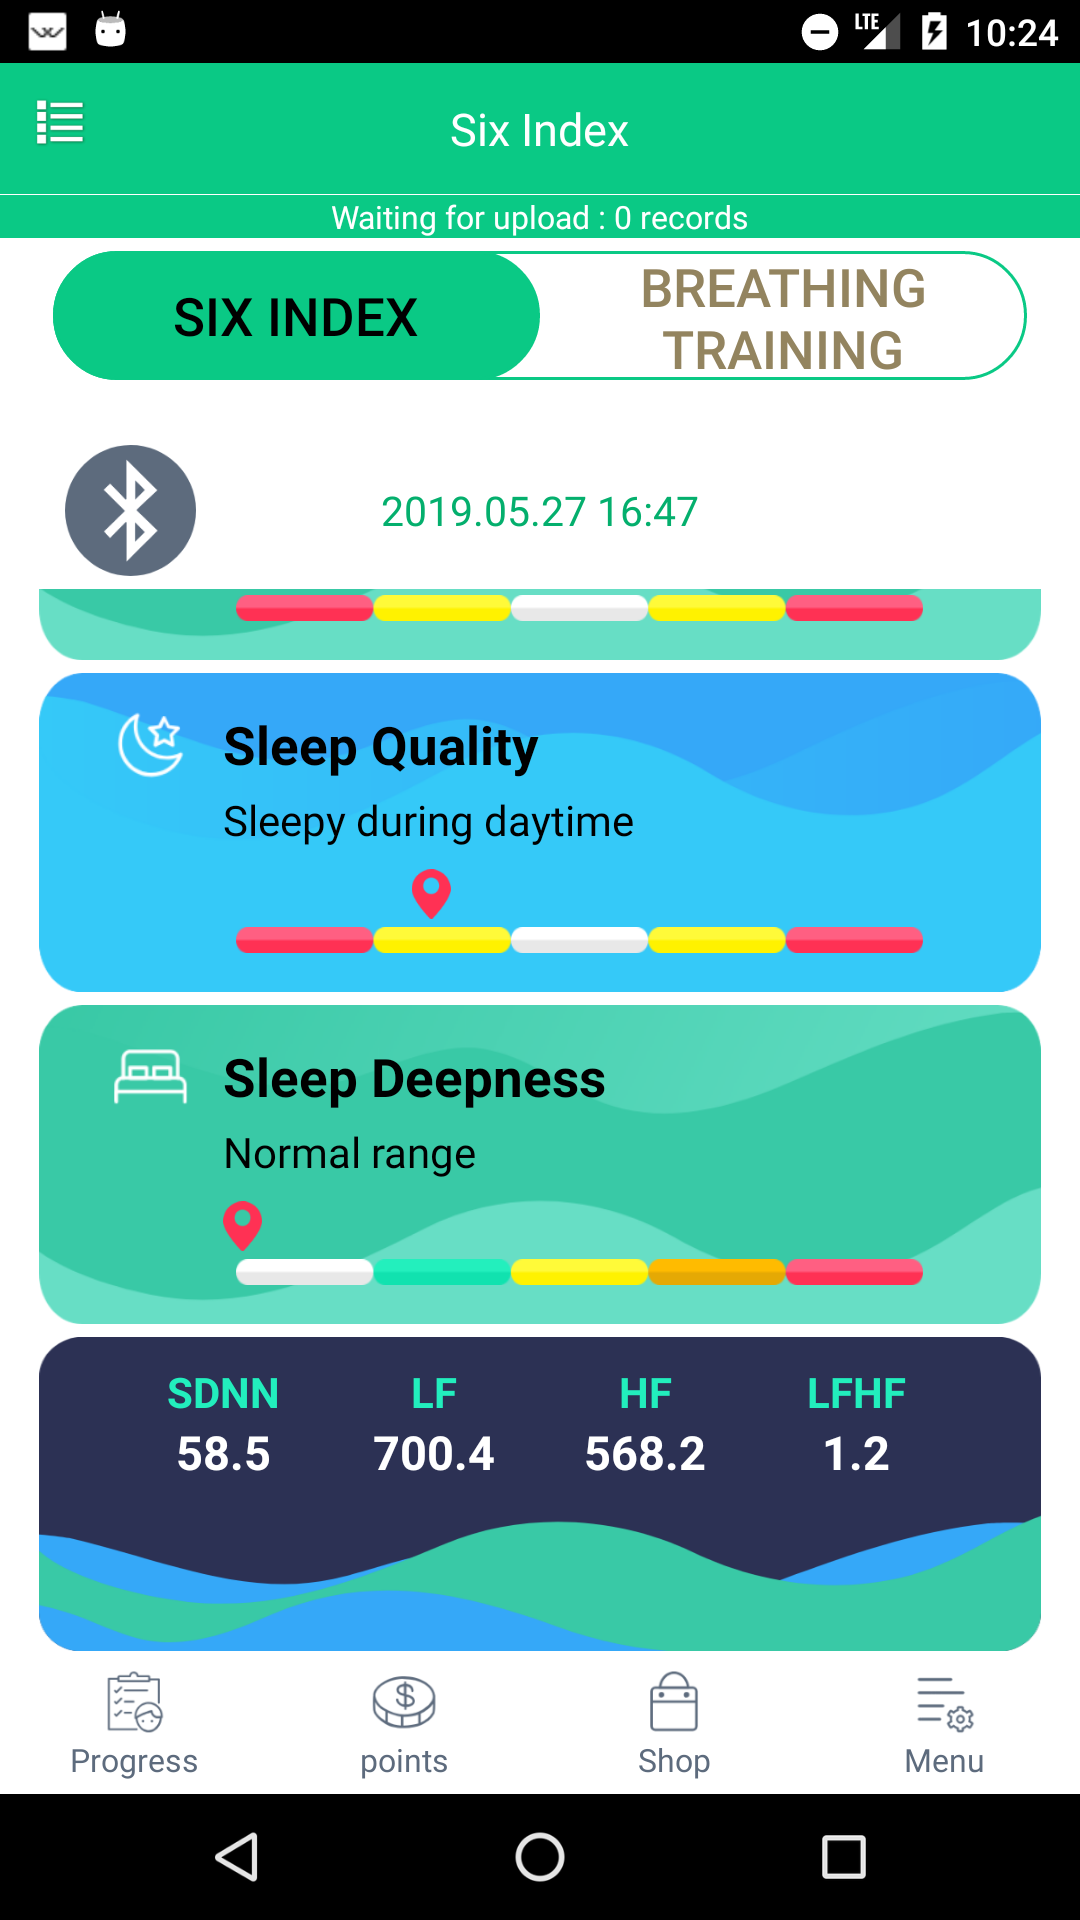 LTE 10:24
Six Index
Waiting for upload : 0 records
SIX INDEX
BREATHING
TRAINING
2019.05.27 16:47
Sleep Quality
Sleepy during daytime
Sleep Deepness
Normal range
SDNN LF HF LFHF
58.5 700.4 568.2 1.2
Progress points Shop Menu